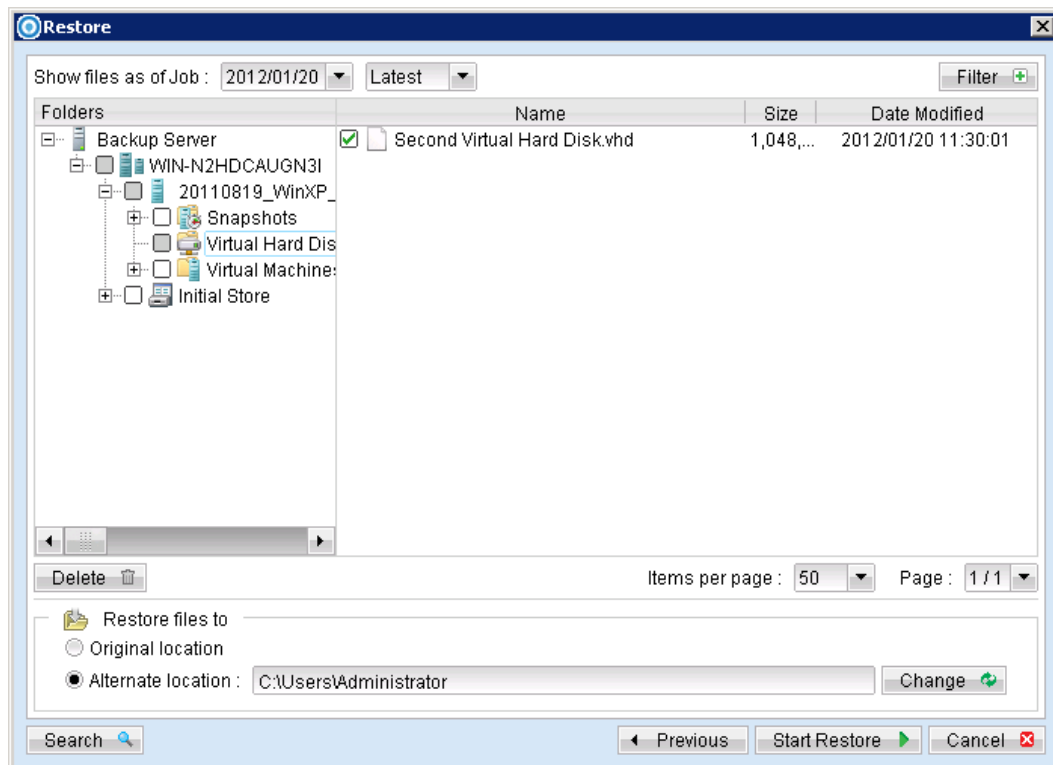 Restore
Show files as of Job : 2012/01/20 Latest Filter
Folders Name Size Date Modified
Backup Server
Second Virtual Hard Disk.vhd 1,048,... 2012/01/20 11:30:01
WIN-N2HDCAUGN3I
20110819_WinXP_
Snapshots
Virtual Hard Dis
Virtual Machine
Initial Store
Delete Items per page : 50 Page : 1 / 1
Restore files to
Original location
Alternate location : C:\Users\Administrator Change
Search Previous Start Restore Cancel